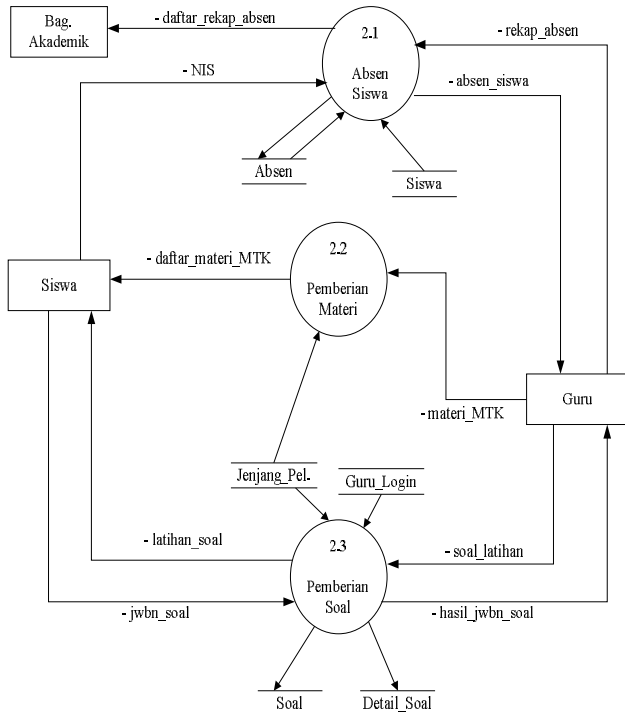 Bag.
Akademik
- daftar_rekap_absen
2.1
Absen
Siswa
- rekap_absen
- NIS
- absen_siswa
Absen
Siswa
- daftar_materi_MTK
2.2
Pemberian
Materi
Siswa
Guru
- materi_MTK
Jenjang_Pel.
Guru_Login
- latihan_soal
2.3
Pemberian
Soal
- soal_latihan
- jwbn_soal
- hasil_jwbn_soal
Soal
Detail_Soal